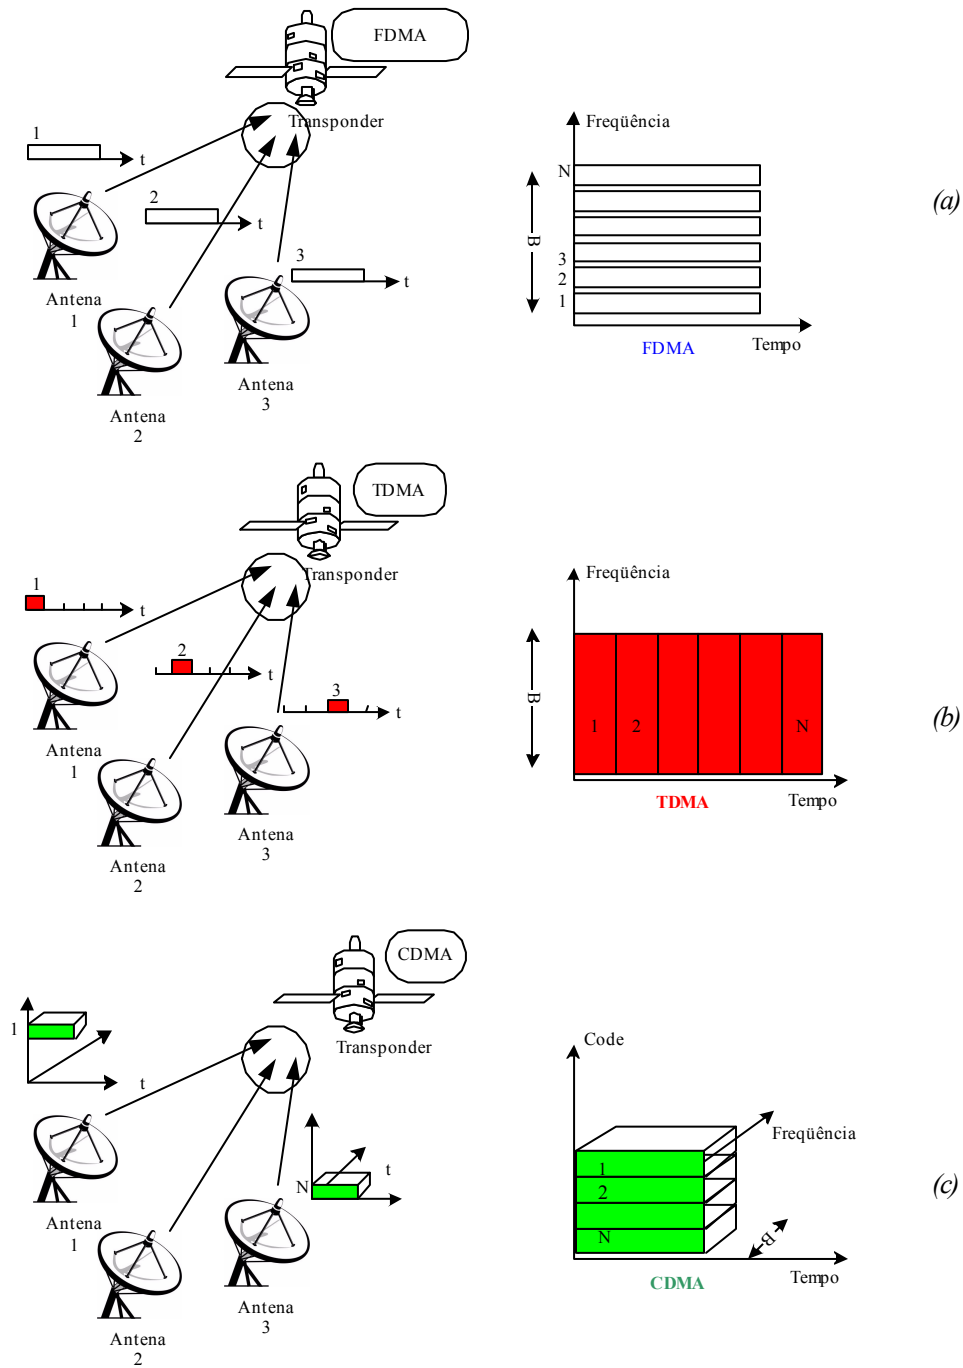 FDMA
Transponder
1
t
2
t
3
t
Antena
1
Antena
2
Antena
3
Freqüência
N
B
3
2
1
Tempo
FDMA
(a)
TDMA
Transponder
1
t
2
t
3
t
Antena
1
Antena
2
Antena
3
Freqüência
B
1 2 N
Tempo
TDMA
(b)
CDMA
Transponder
1
t
N
t
Antena
1
Antena
2
Antena
3
Code
Freqüência
1
2
N
B
Tempo
CDMA
(c)